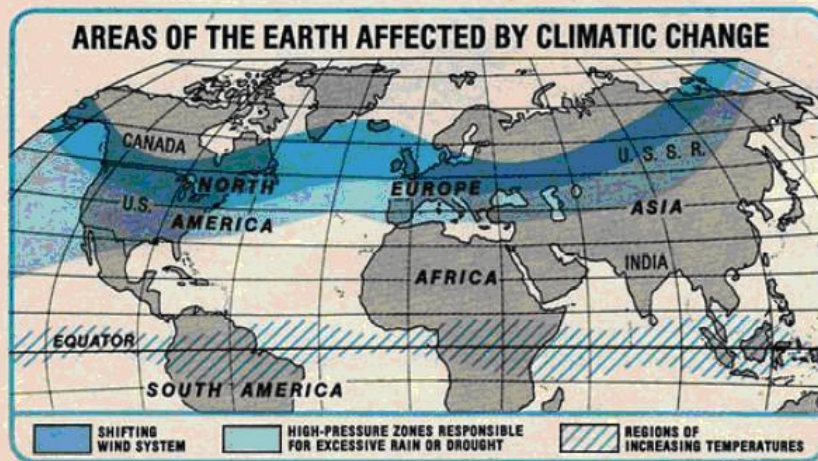 AREAS OF THE EARTH AFFECTED BY CLIMATIC CHANGE
CANADA
U. S. S. R.
NORTH
EUROPE
U.S.
ASIA
AMERICA
INDIA
AFRICA
EQUATOR
SOUTH AMERICA
SHIFTING
WIND SYSTEM
HIGH-PRESSURE ZONES RESPONSIBLE
FOR EXCESSIVE RAIN OR DROUGHT
REGIONS OF
INCREASING TEMPERATURES